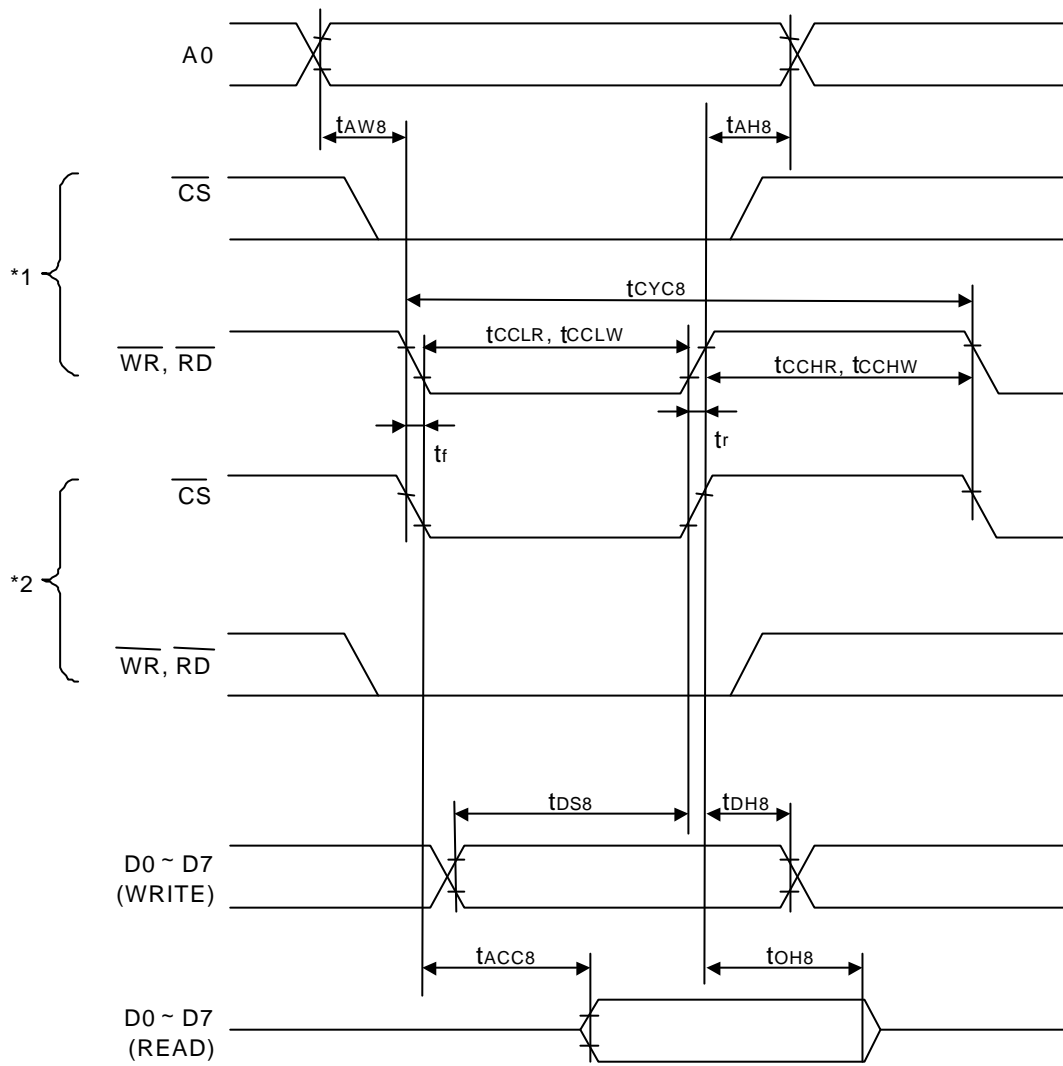 A0
tAW8
tAH8
CS
*1
tCYC8
WR, RD
tCCLR, tCCLW
tCCHR, tCCHW
tf
tr
CS
*2
WR, RD
tDS8
tDH8
D0 ~ D7
(WRITE)
tACC8
tOH8
D0 ~ D7
(READ)